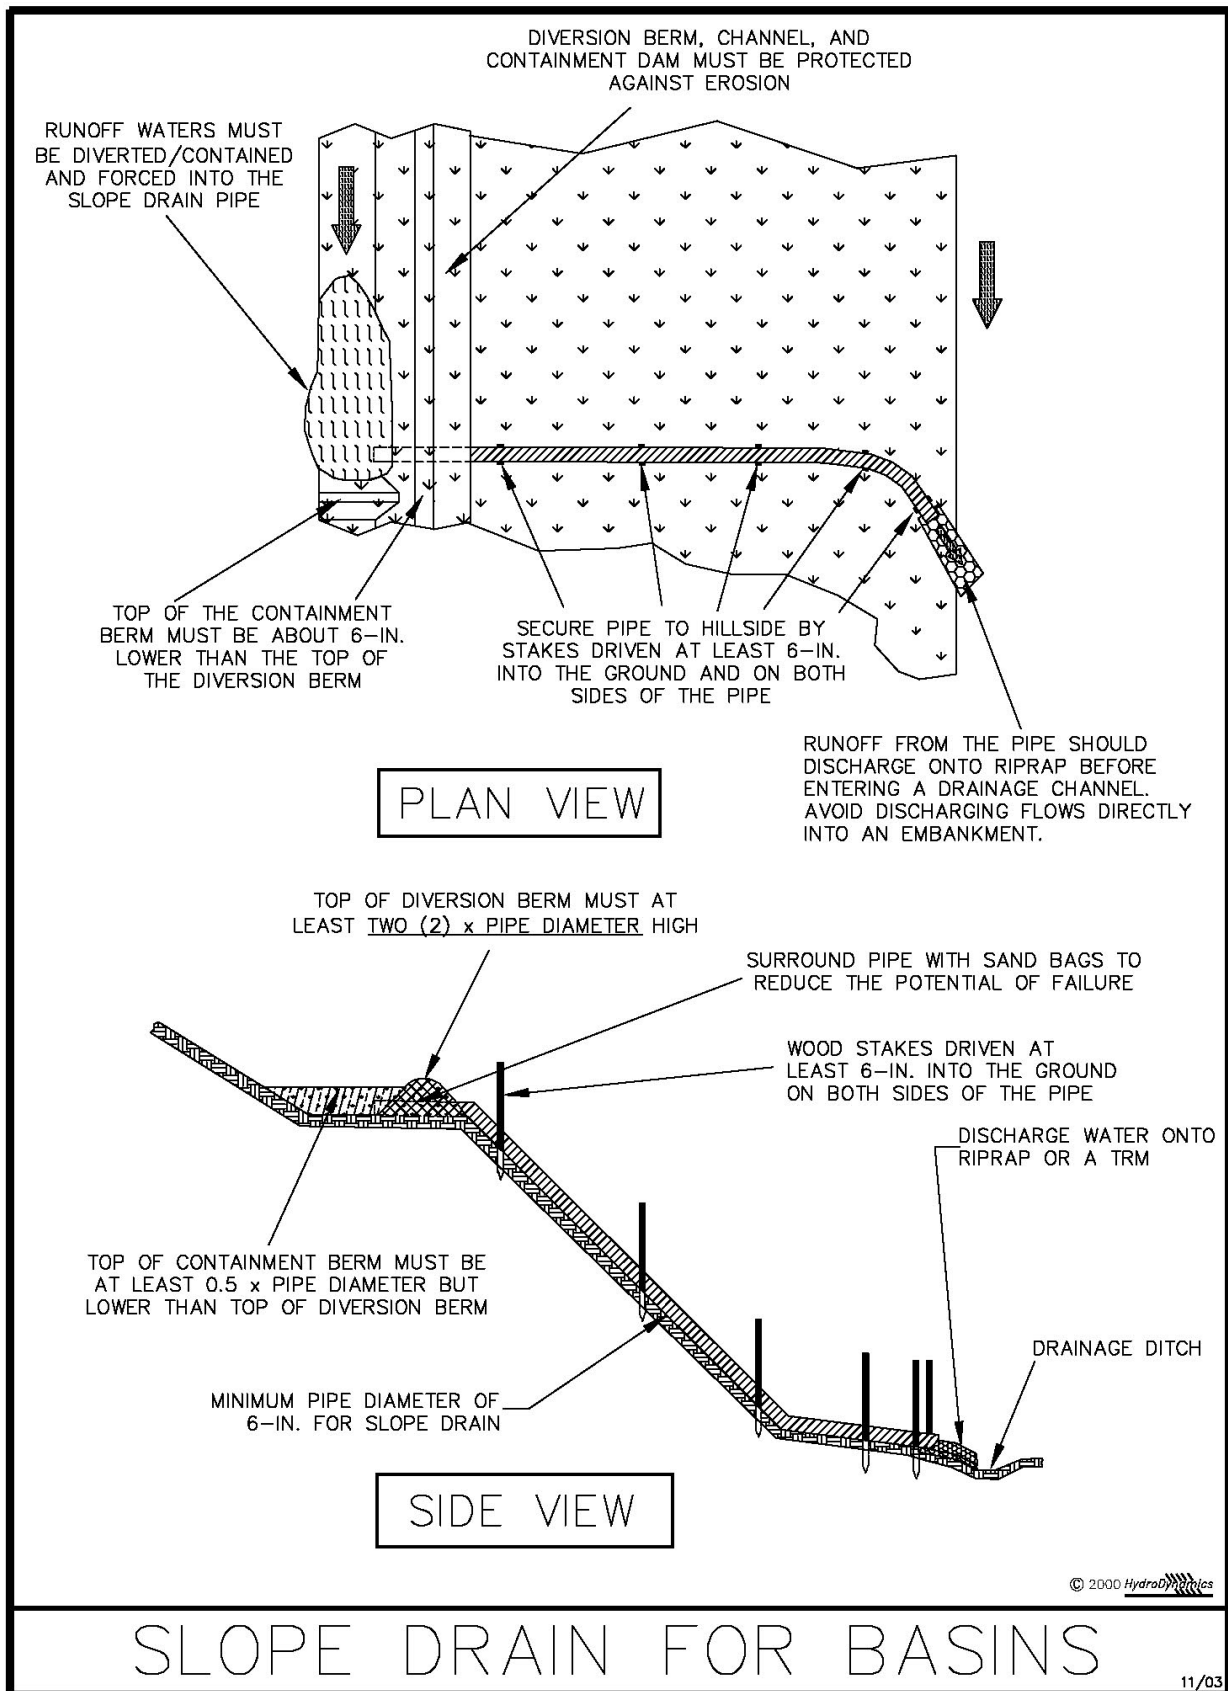 DIVERSION BERM, CHANNEL, AND
CONTAINMENT DAM MUST BE PROTECTED
AGAINST EROSION
RUNOFF WATERS MUST
BE DIVERTED/CONTAINED
AND FORCED INTO THE
SLOPE DRAIN PIPE
TOP OF THE CONTAINMENT
BERM MUST BE ABOUT 6-IN.
LOWER THAN THE TOP OF
THE DIVERSION BERM
SECURE PIPE TO HILLSIDE BY
STAKES DRIVEN AT LEAST 6-IN.
INTO THE GROUND AND ON BOTH
SIDES OF THE PIPE
RUNOFF FROM THE PIPE SHOULD
DISCHARGE ONTO RIPRAP BEFORE
ENTERING A DRAINAGE CHANNEL.
AVOID DISCHARGING FLOWS DIRECTLY
INTO AN EMBANKMENT.
PLAN VIEW
TOP OF DIVERSION BERM MUST AT
LEAST TWO (2) x PIPE DIAMETER HIGH
SURROUND PIPE WITH SAND BAGS TO
REDUCE THE POTENTIAL OF FAILURE
WOOD STAKES DRIVEN AT
LEAST 6-IN. INTO THE GROUND
ON BOTH SIDES OF THE PIPE
DISCHARGE WATER ONTO
RIPRAP OR A TRM
TOP OF CONTAINMENT BERM MUST BE
AT LEAST 0.5 x PIPE DIAMETER BUT
LOWER THAN TOP OF DIVERSION BERM
DRAINAGE DITCH
MINIMUM PIPE DIAMETER OF
6-IN. FOR SLOPE DRAIN
SIDE VIEW
© 2000 HydroDynamics
SLOPE DRAIN FOR BASINS
11/03